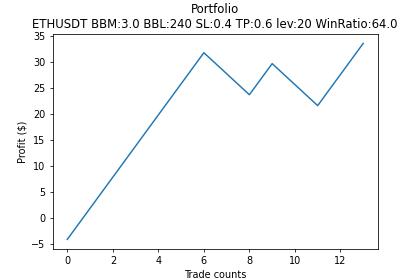 Portfolio
ETHUSDT BBM:3.0 BBL:240 SL:0.4 TP:0.6 lev:20 WinRatio:64.0
35
30
25
20
15
10
5
0
−5
Profit ($)
0 2 4 6 8 10 12
Trade counts